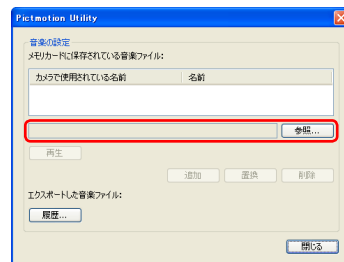 Pictmotion Utility
音楽の設定
メモリカードに保存されている音楽ファイル:
カメラで使用されている名前 名前
参照...
再生
追加 置換 削除
エクスポートした音楽ファイル:
履歴...
閉じる